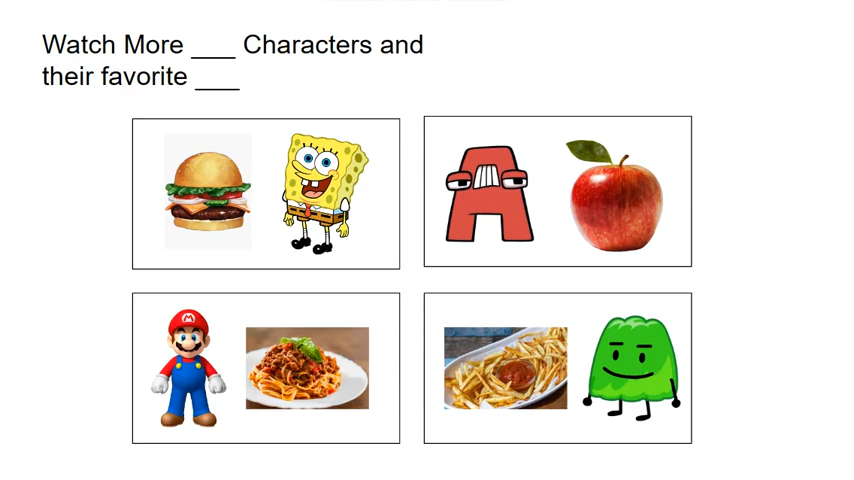 Watch More ___ Characters and
their favorite ___